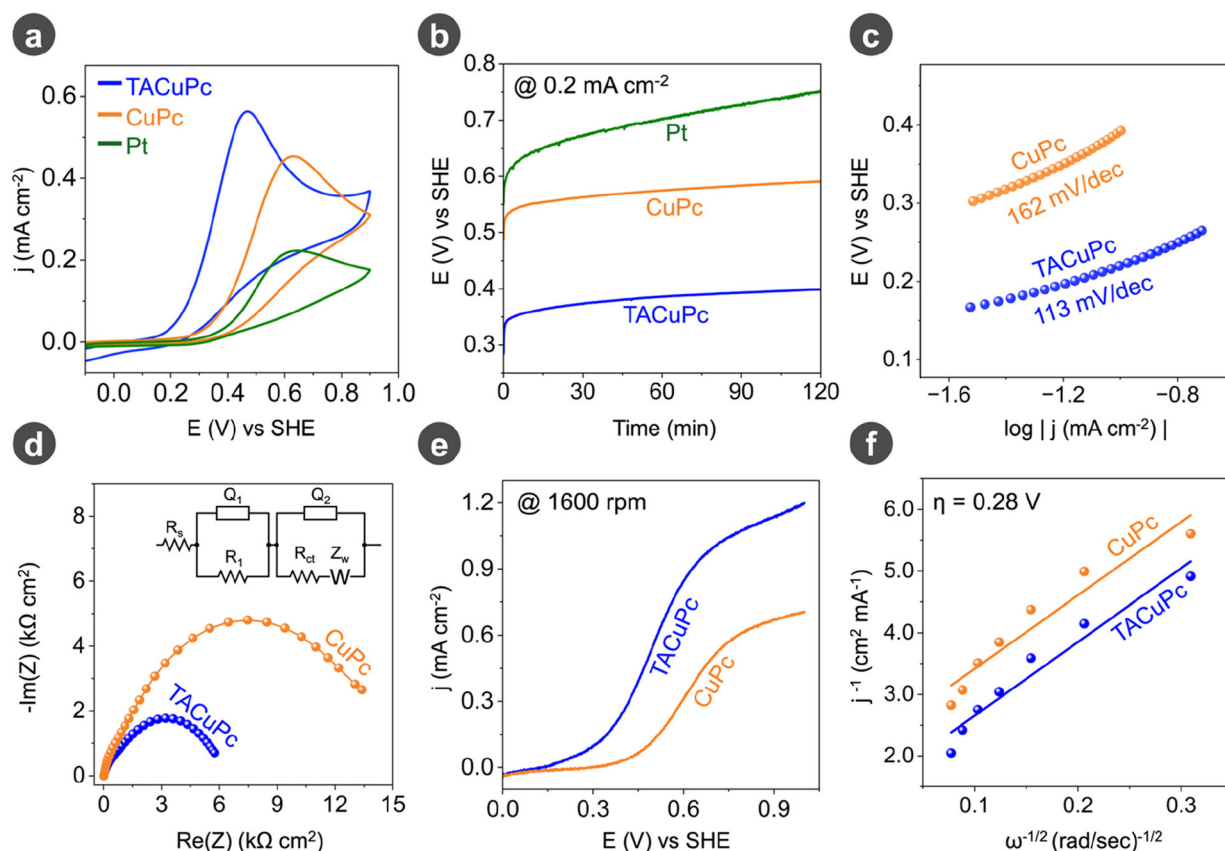 a
TACuPc
CuPc
Pt
j (mA cm⁻²)
0.6
0.4
0.2
0.0
0.0 0.2 0.4 0.6 0.8 1.0
E (V) vs SHE
b
@ 0.2 mA cm⁻²
Pt
CuPc
TACuPc
E (V) vs SHE
0.8
0.7
0.6
0.5
0.4
0.3
0 30 60 90 120
Time (min)
c
CuPc
162 mV/dec
TACuPc
113 mV/dec
E (V) vs SHE
0.4
0.3
0.2
0.1
−1.6 −1.2 −0.8
log | j (mA cm⁻²) |
d
Q₁ Q₂
Rₛ
R₁ R_ct Z_w
CuPc
TACuPc
-Im(Z) (kΩ cm²)
8
6
4
2
0
0 3 6 9 12 15
Re(Z) (kΩ cm²)
e
@ 1600 rpm
TACuPc
CuPc
j (mA cm⁻²)
1.2
0.9
0.6
0.3
0.0
0.0 0.3 0.6 0.9
E (V) vs SHE
f
η = 0.28 V
CuPc
TACuPc
j⁻¹ (cm² mA⁻¹)
6.0
5.0
4.0
3.0
2.0
0.1 0.2 0.3
ω⁻¹ᐟ² (rad/sec)⁻¹ᐟ²